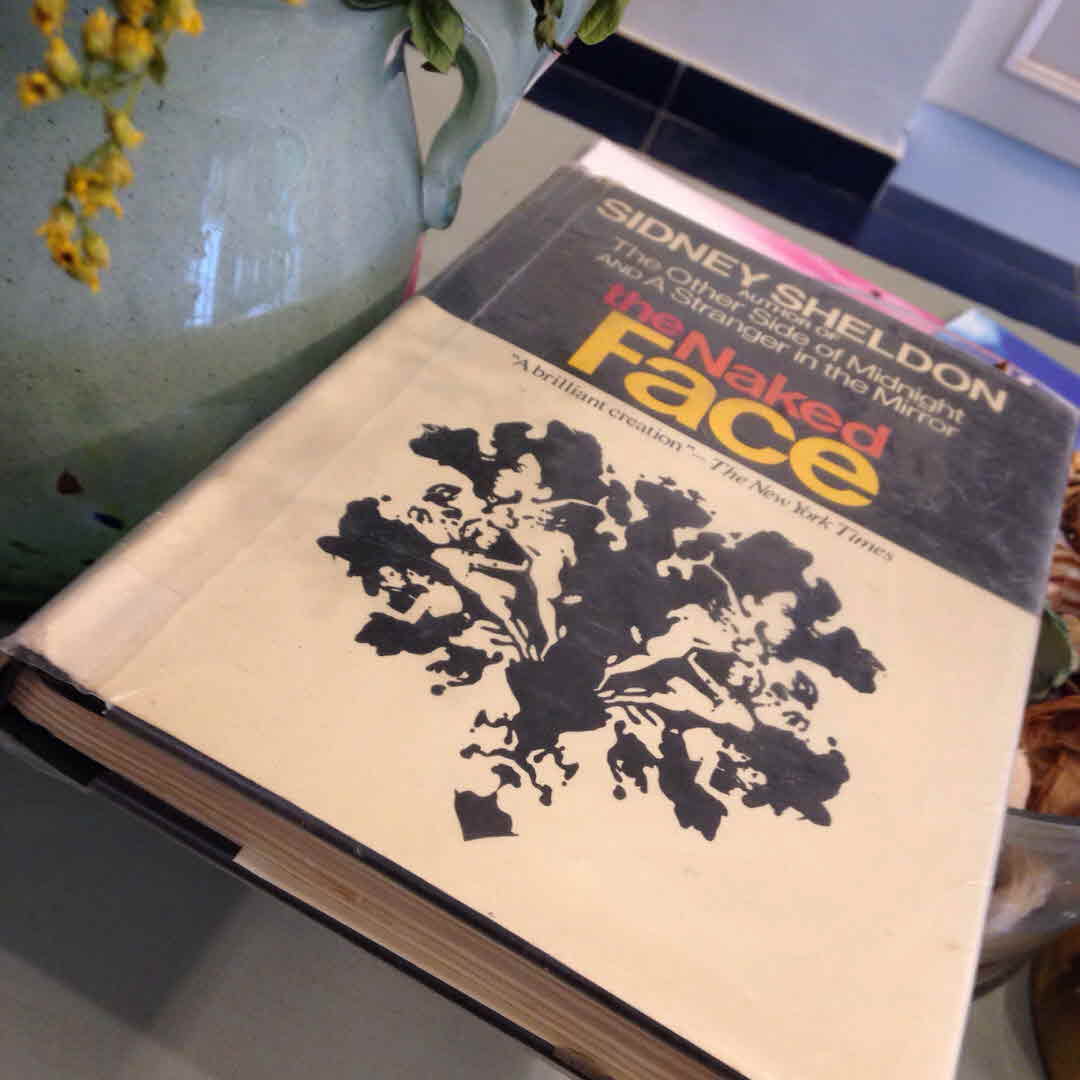 SIDNEY SHELDON
AUTHOR OF
The Other Side of Midnight
AND A Stranger in the Mirror
the Naked
Face
"A brilliant creation"— The New York Times